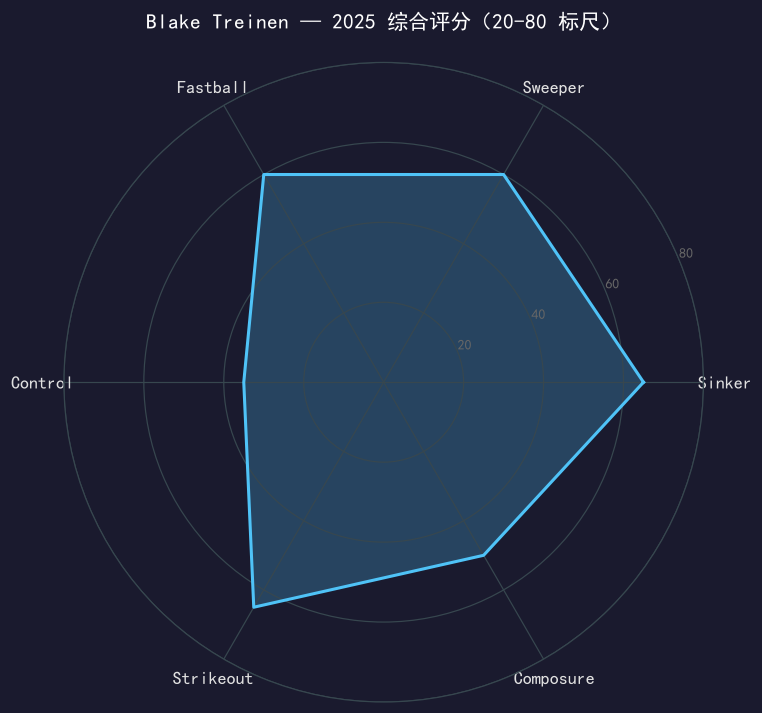 Blake Treinen — 2025 综合评分（20-80 标尺）
Fastball
Sweeper
80
60
40
20
Control
Sinker
Strikeout
Composure